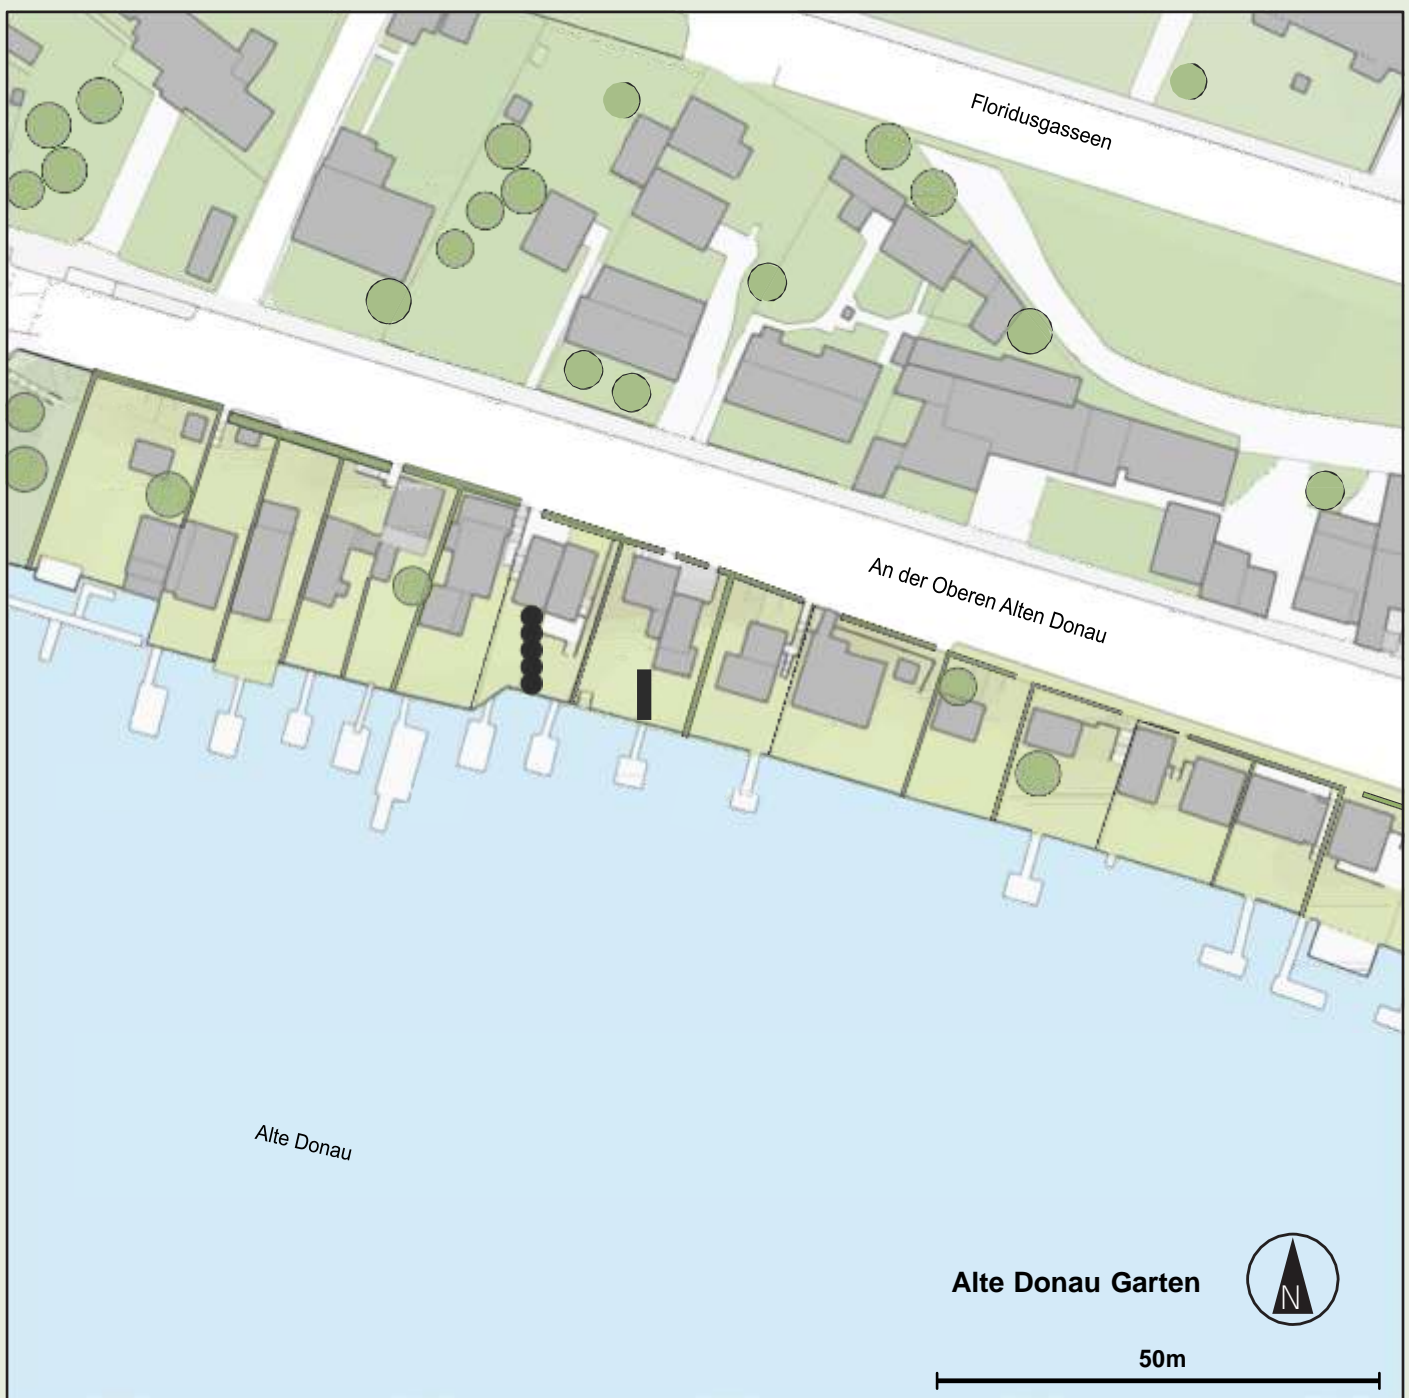 Floridusgasseen
An der Oberen Alten Donau
Alte Donau
Alte Donau Garten
N
50m